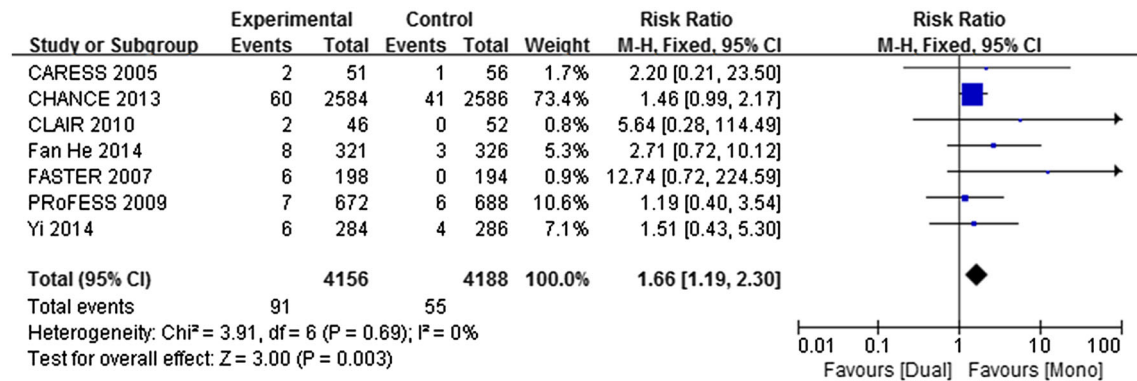 Experimental Control Risk Ratio Risk Ratio
Study or Subgroup Events Total Events Total Weight M-H, Fixed, 95% CI M-H, Fixed, 95% CI
CARESS 2005 2 51 1 56 1.7% 2.20 [0.21, 23.50]
CHANCE 2013 60 2584 41 2586 73.4% 1.46 [0.99, 2.17]
CLAIR 2010 2 46 0 52 0.8% 5.64 [0.28, 114.49]
Fan He 2014 8 321 3 326 5.3% 2.71 [0.72, 10.12]
FASTER 2007 6 198 0 194 0.9% 12.74 [0.72, 224.59]
PRoFESS 2009 7 672 6 688 10.6% 1.19 [0.40, 3.54]
Yi 2014 6 284 4 286 7.1% 1.51 [0.43, 5.30]
Total (95% CI) 4156 4188 100.0% 1.66 [1.19, 2.30]
Total events 91 55
Heterogeneity: Chi² = 3.91, df = 6 (P = 0.69); I² = 0%
Test for overall effect: Z = 3.00 (P = 0.003)
0.01 0.1 1 10 100
Favours [Dual] Favours [Mono]